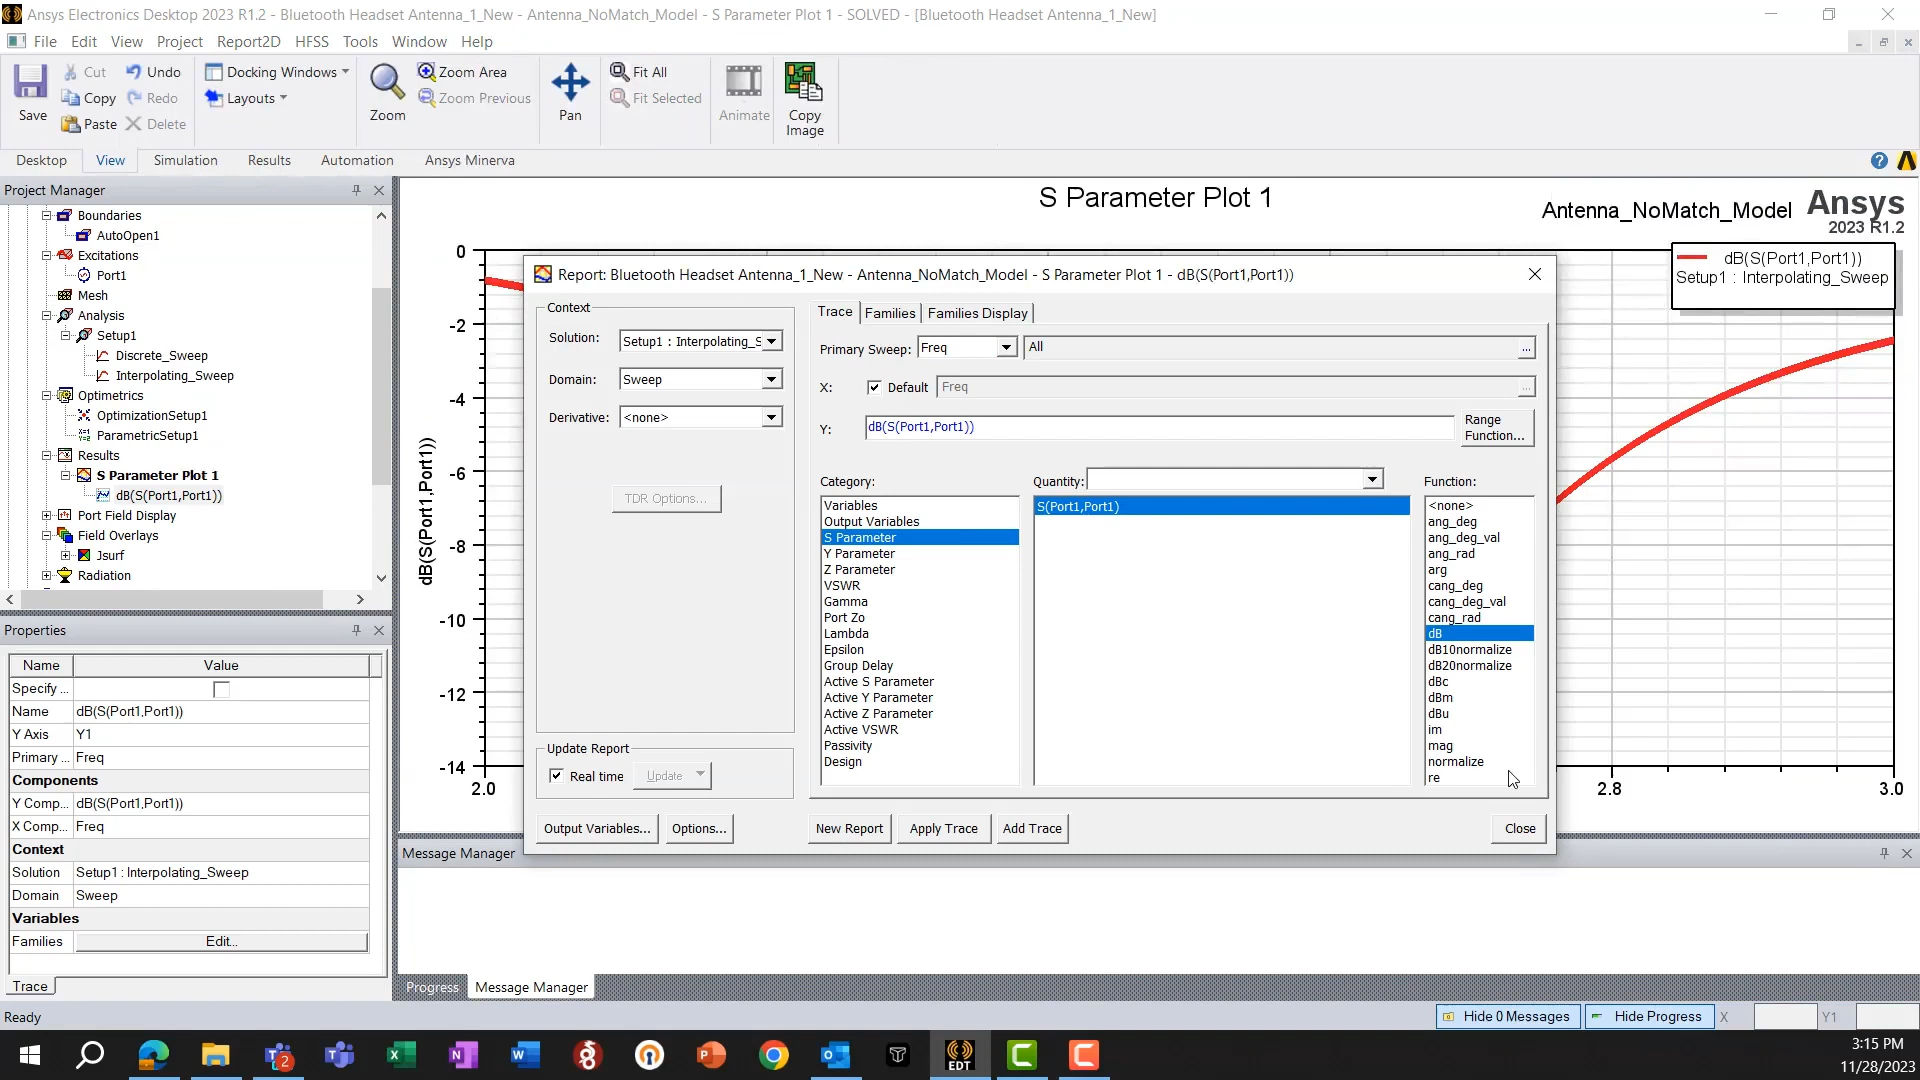 Ansys Electronics Desktop 2023 R1.2 - Bluetooth Headset Antenna_1_New - Antenna_NoMatch_Model - S Parameter Plot 1 - SOLVED - [Bluetooth Headset Antenna_1_New]
File Edit View Project Report2D HFSS Tools Window Help
Save
Cut
Copy
Paste
Undo
Redo
Delete
Docking Windows
Layouts
Zoom
Zoom Area
Zoom Previous
Pan
Fit All
Fit Selected
Animate
Copy
Image
Desktop View Simulation Results Automation Ansys Minerva
Project Manager
Boundaries
AutoOpen1
Excitations
Port1
Mesh
Analysis
Setup1
Discrete_Sweep
Interpolating_Sweep
Optimetrics
OptimizationSetup1
ParametricSetup1
Results
S Parameter Plot 1
dB(S(Port1,Port1))
Port Field Display
Field Overlays
Jsurf
Radiation
Properties
Name Value
Specify ...
Name dB(S(Port1,Port1))
Y Axis Y1
Primary ... Freq
Components
Y Comp... dB(S(Port1,Port1))
X Comp... Freq
Context
Solution Setup1 : Interpolating_Sweep
Domain Sweep
Variables
Families Edit...
Trace
S Parameter Plot 1
Antenna_NoMatch_Model
Ansys
2023 R1.2
dB(S(Port1,Port1))
Setup1 : Interpolating_Sweep
dB(S(Port1,Port1))
0
-2
-4
-6
-8
-10
-12
-14
2.0
2.8
3.0
Report: Bluetooth Headset Antenna_1_New - Antenna_NoMatch_Model - S Parameter Plot 1 - dB(S(Port1,Port1))
Context
Solution: Setup1 : Interpolating_S
Domain: Sweep
Derivative: <none>
TDR Options...
Update Report
Real time Update
Output Variables... Options...
Trace Families Families Display
Primary Sweep: Freq All ...
X: Default Freq ...
Y: dB(S(Port1,Port1))
Range
Function...
Category:
Variables
Output Variables
S Parameter
Y Parameter
Z Parameter
VSWR
Gamma
Port Zo
Lambda
Epsilon
Group Delay
Active S Parameter
Active Y Parameter
Active Z Parameter
Active VSWR
Passivity
Design
Quantity:
S(Port1,Port1)
Function:
<none>
ang_deg
ang_deg_val
ang_rad
arg
cang_deg
cang_deg_val
cang_rad
dB
dB10normalize
dB20normalize
dBc
dBm
dBu
im
mag
normalize
re
New Report Apply Trace Add Trace Close
Message Manager
Progress Message Manager
Ready
Hide 0 Messages Hide Progress X Y1
2
EDT
3:15 PM
11/28/2023